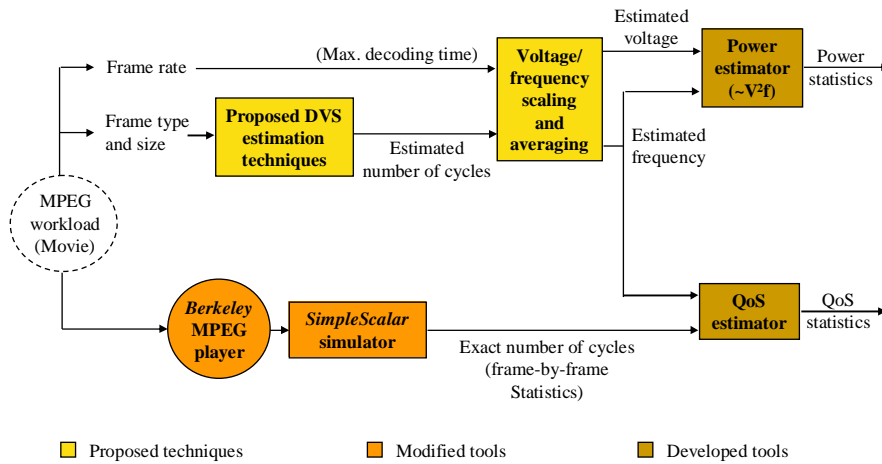 Estimated
voltage
Frame rate
(Max. decoding time)
Voltage/
frequency
scaling
and
averaging
Power
estimator
(~V²f)
Power
statistics
Frame type
and size
Proposed DVS
estimation
techniques
Estimated
number of cycles
Estimated
frequency
MPEG
workload
(Movie)
Berkeley
MPEG
player
SimpleScalar
simulator
Exact number of cycles
(frame-by-frame
Statistics)
QoS
estimator
QoS
statistics
Proposed techniques
Modified tools
Developed tools